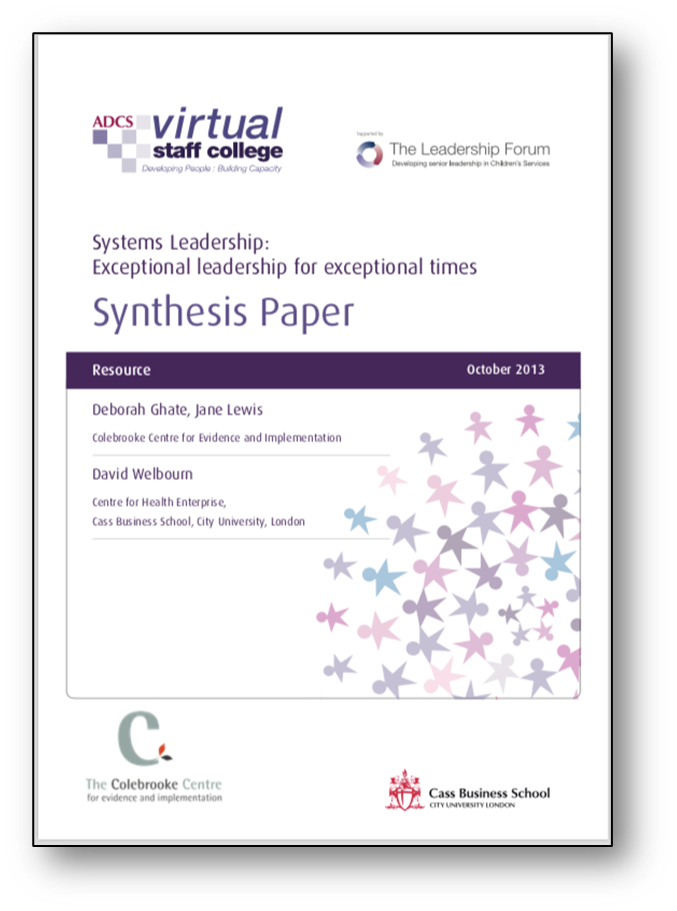 ADCS virtual
staff college
Developing People : Building Capacity
Supported by
The Leadership Forum
Developing senior leadership in Children's Services
Systems Leadership:
Exceptional leadership for exceptional times
Synthesis Paper
Resource October 2013
Deborah Ghate, Jane Lewis
Colebrooke Centre for Evidence and Implementation
David Welbourn
Centre for Health Enterprise,
Cass Business School, City University, London
C
The Colebrooke Centre
for evidence and implementation
Cass Business School
CITY UNIVERSITY LONDON